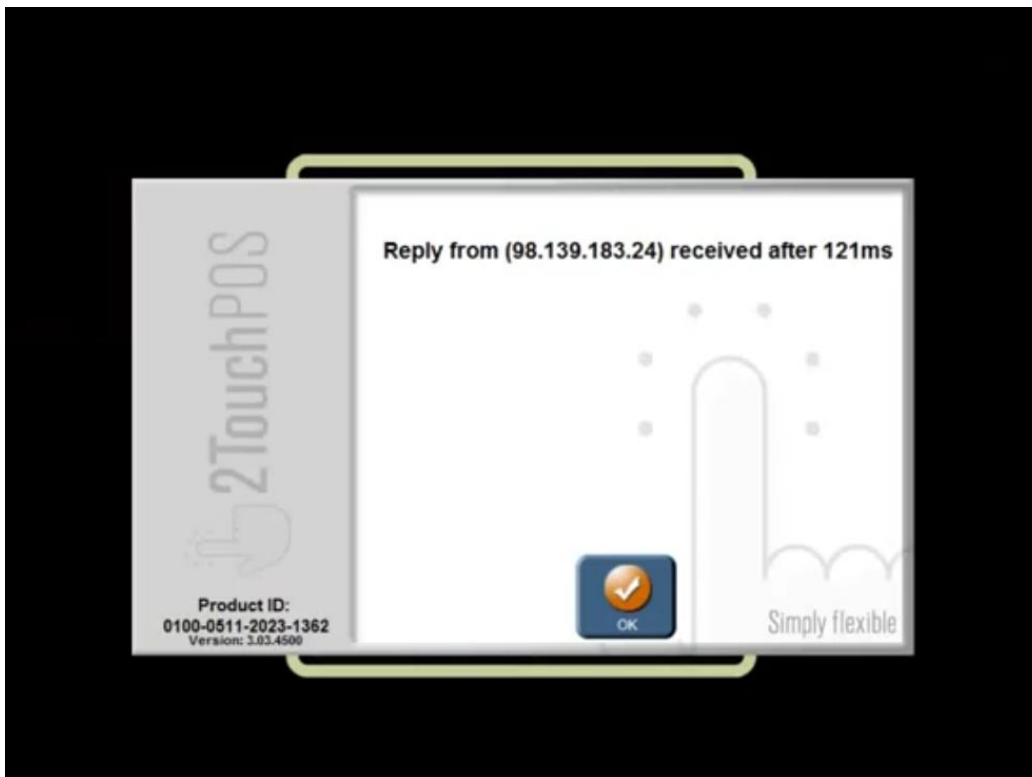 2TouchPOS
Reply from (98.139.183.24) received after 121ms
OK
Simply flexible
Product ID:
0100-0511-2023-1362
Version: 3.03.4500